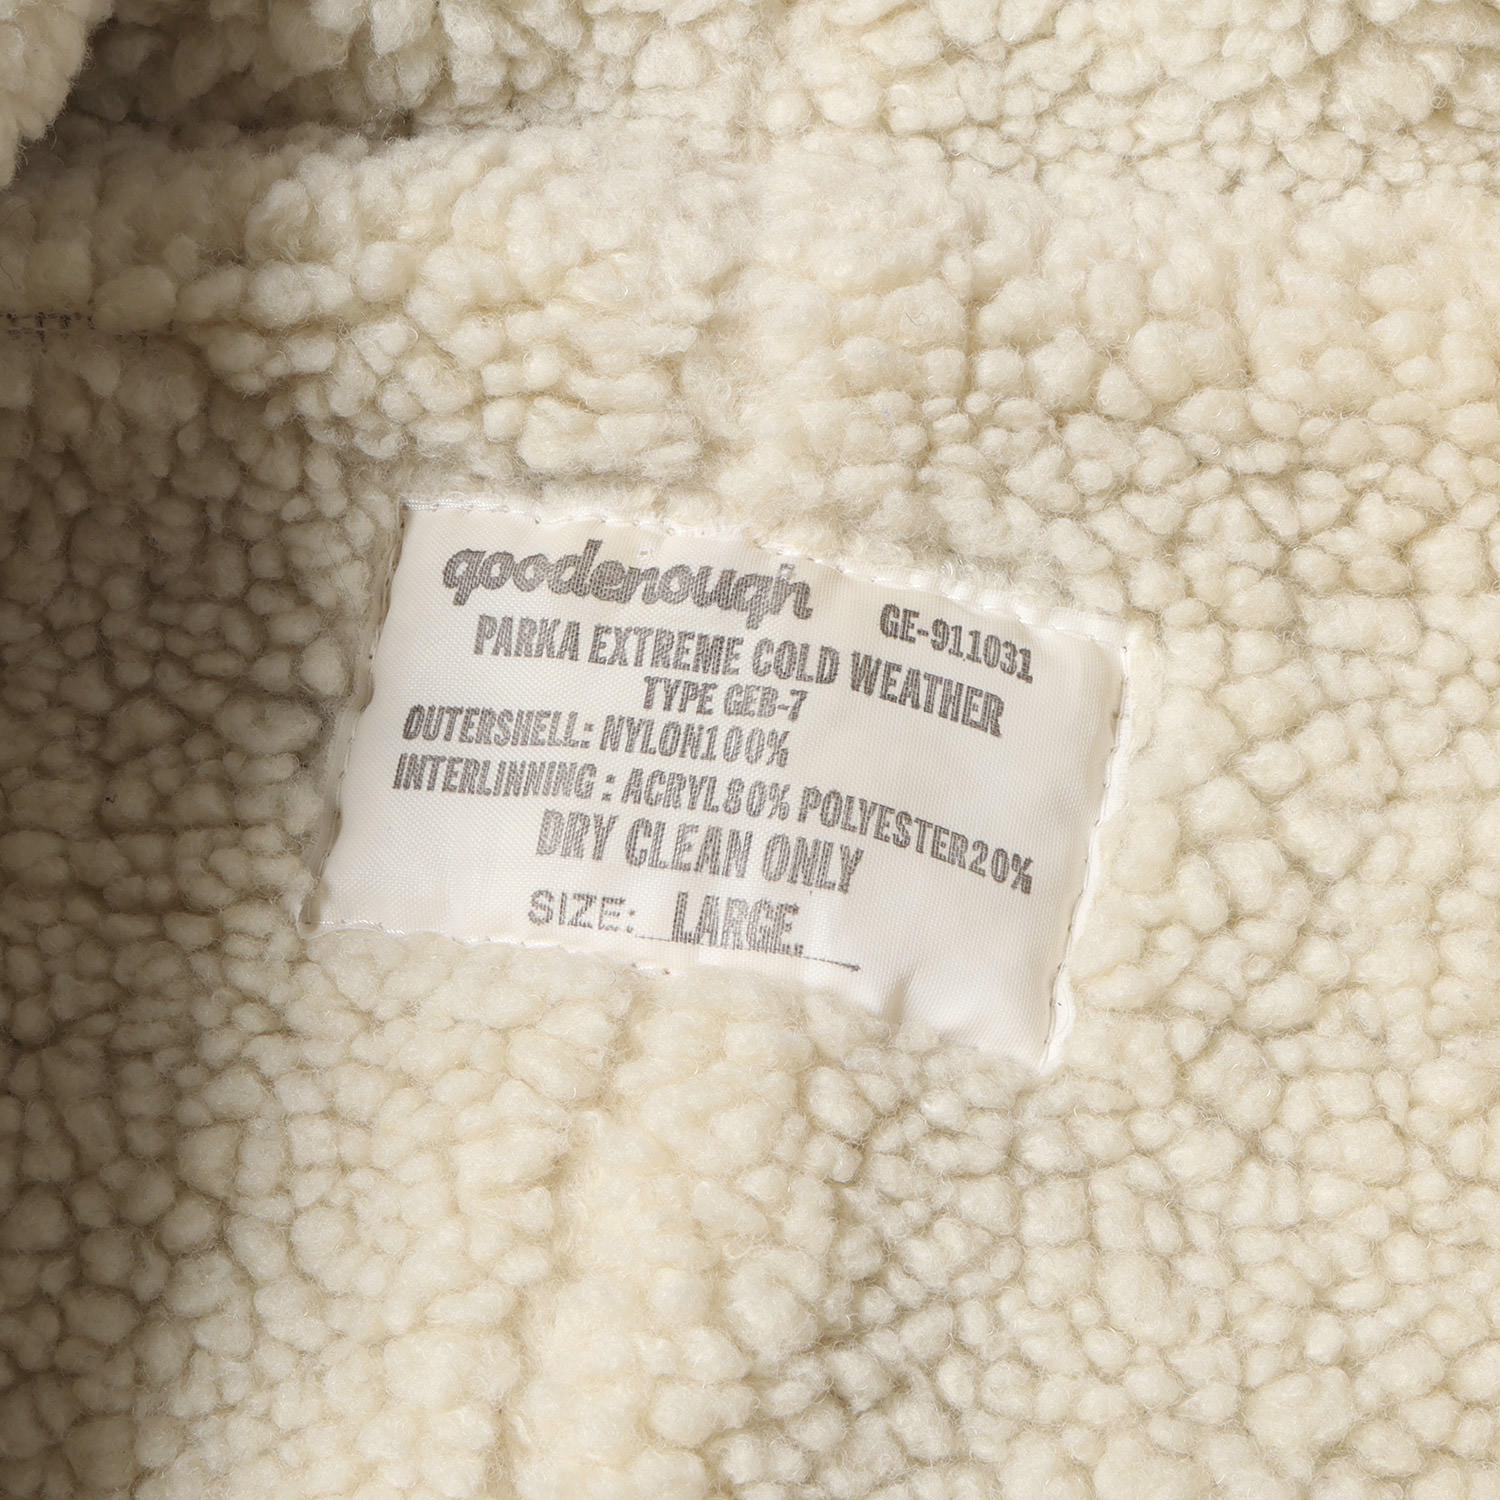 goodenough
GE-911031
PARKA EXTREME COLD WEATHER
TYPE GEB-7
OUTERSHELL: NYLON100%
INTERLINNING : ACRYL80% POLYESTER20%
DRY CLEAN ONLY
SIZE: LARGE.